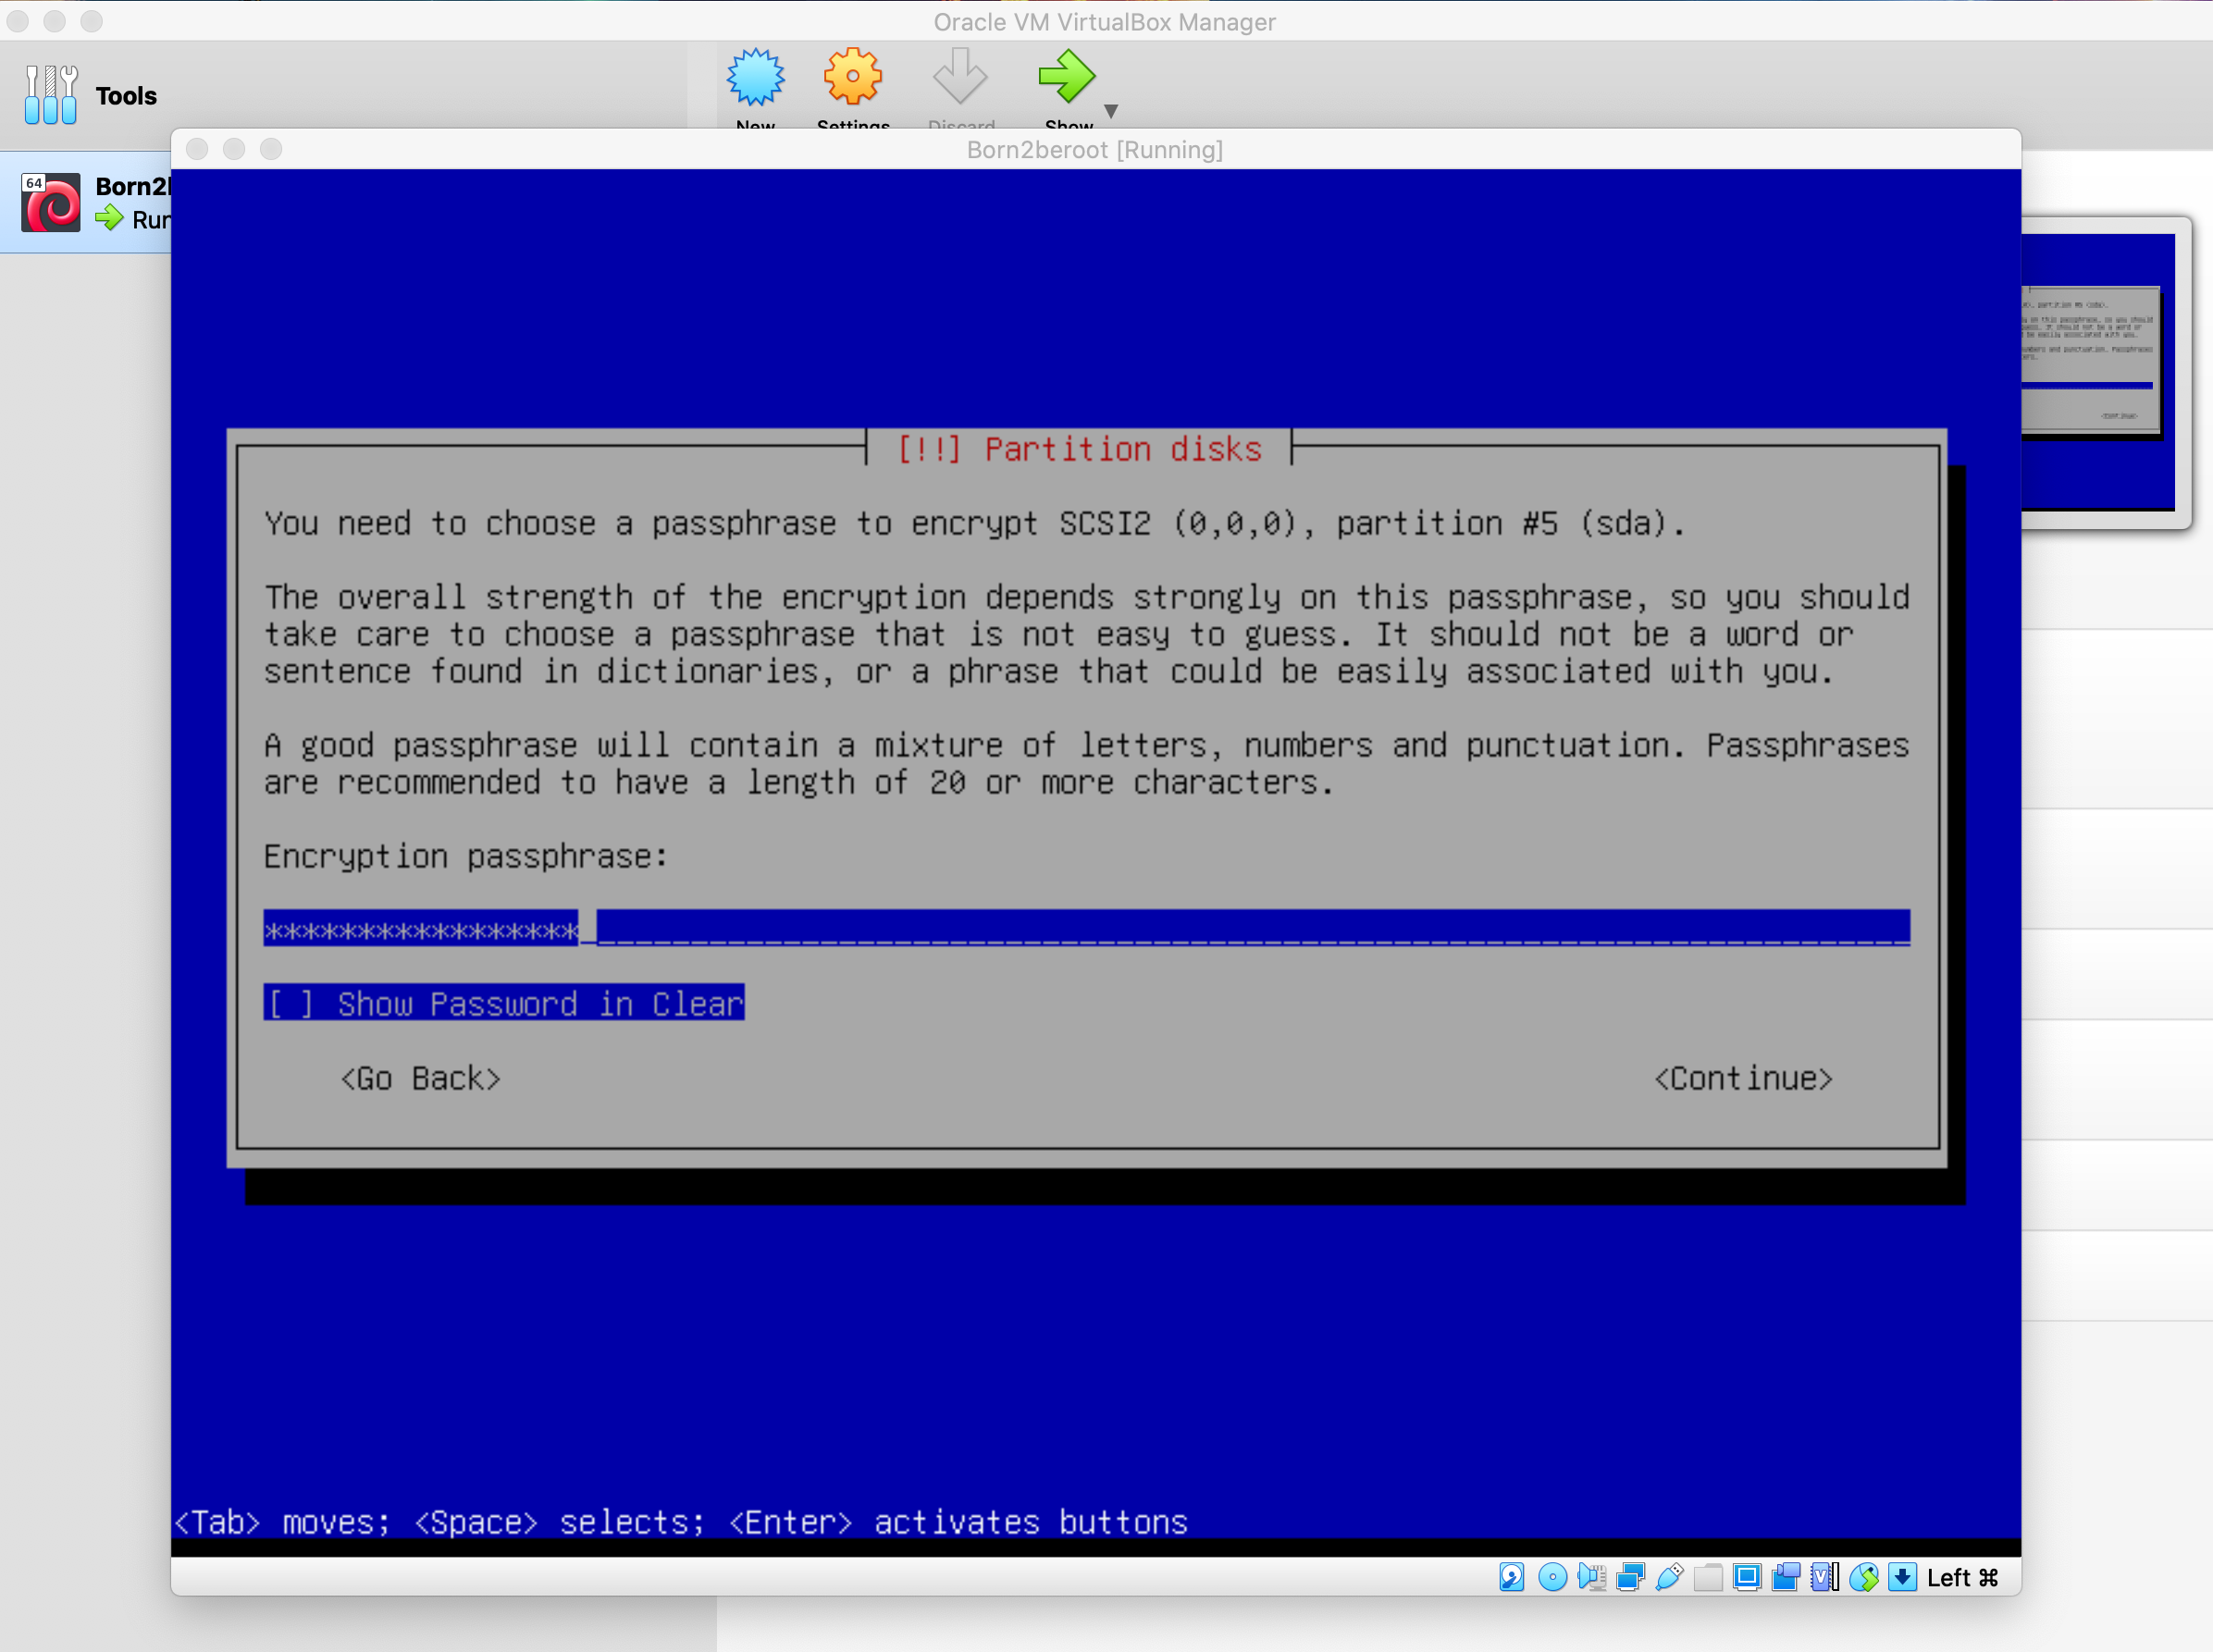 Oracle VM VirtualBox Manager
Tools
New
Settings
Discard
Show
64
Born2
Run
Born2beroot [Running]
[!!] Partition disks
You need to choose a passphrase to encrypt SCSI2 (0,0,0), partition #5 (sda).
The overall strength of the encryption depends strongly on this passphrase, so you should
take care to choose a passphrase that is not easy to guess. It should not be a word or
sentence found in dictionaries, or a phrase that could be easily associated with you.
A good passphrase will contain a mixture of letters, numbers and punctuation. Passphrases
are recommended to have a length of 20 or more characters.
Encryption passphrase:
*****************
[ ] Show Password in Clear
<Go Back>
<Continue>
<Tab> moves; <Space> selects; <Enter> activates buttons
Left ⌘